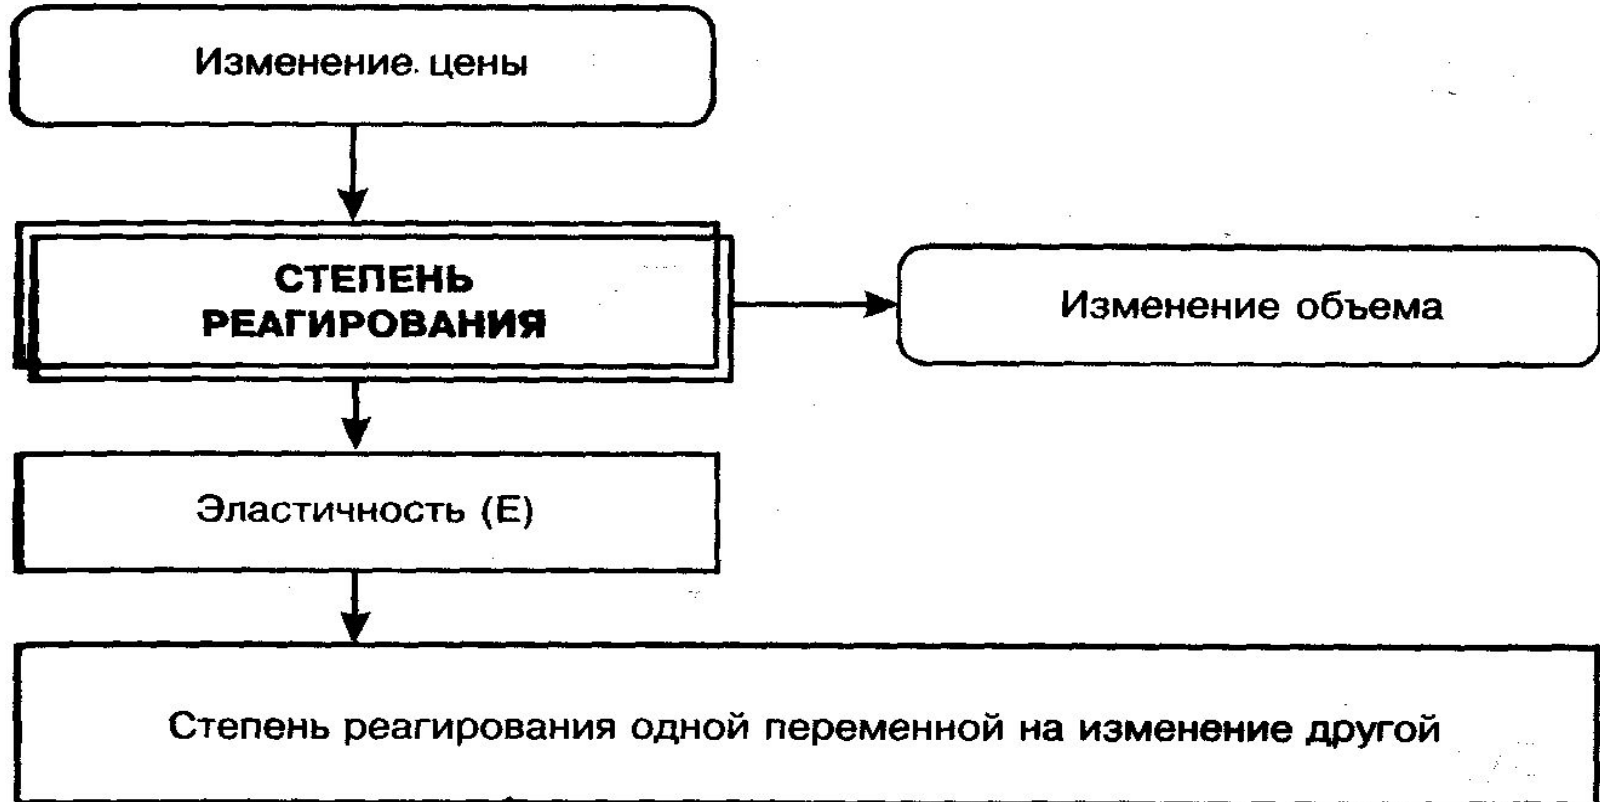 Изменение цены
СТЕПЕНЬ
РЕАГИРОВАНИЯ
Изменение объема
Эластичность (Е)
Степень реагирования одной переменной на изменение другой